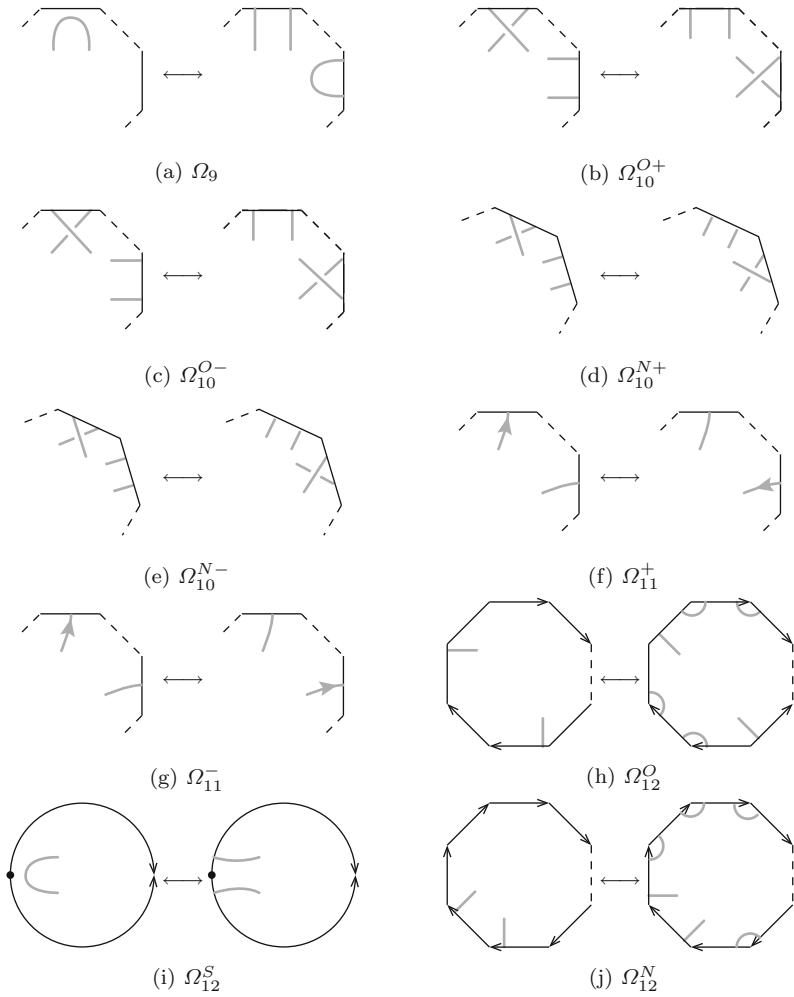 (a) Ω₉
(b) Ω₁₀ᴼ⁺
(c) Ω₁₀ᴼ⁻
(d) Ω₁₀ᴺ⁺
(e) Ω₁₀ᴺ⁻
(f) Ω₁₁⁺
(g) Ω₁₁⁻
(h) Ω₁₂ᴼ
(i) Ω₁₂ˢ
(j) Ω₁₂ᴺ